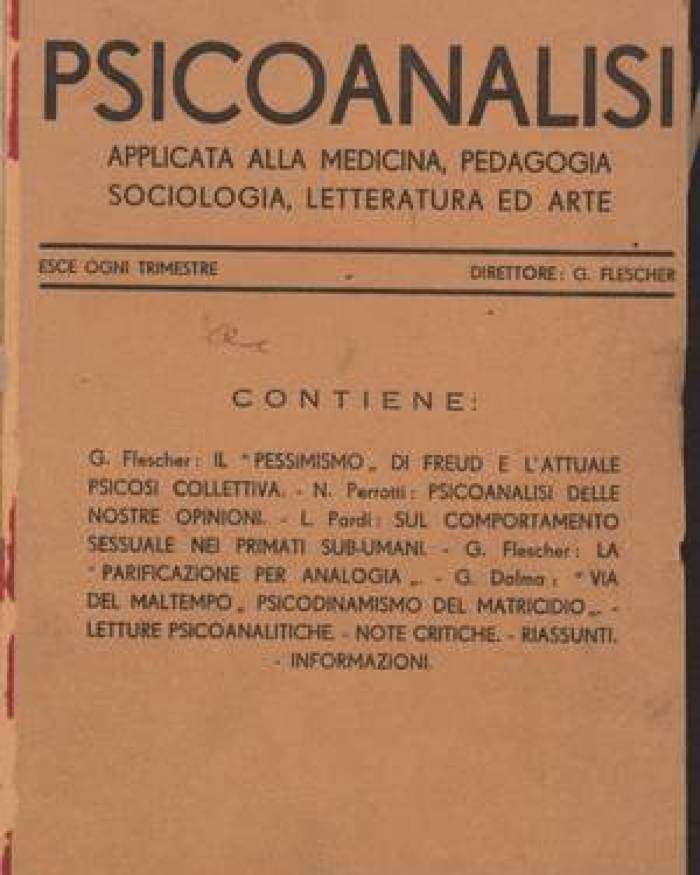 PSICOANALISI
APPLICATA ALLA MEDICINA, PEDAGOGIA
SOCIOLOGIA, LETTERATURA ED ARTE
ESCE OGNI TRIMESTRE
DIRETTORE: G. FLESCHER
CONTIENE:
G. Flescher: IL "PESSIMISMO„ DI FREUD E L'ATTUALE
PSICOSI COLLETTIVA. - N. Perrotti: PSICOANALISI DELLE
NOSTRE OPINIONI. - L. Pardi: SUL COMPORTAMENTO
SESSUALE NEI PRIMATI SUB-UMANI. - G. Flescher: LA
"PARIFICAZIONE PER ANALOGIA„. - G. Dalma: "VIA
DEL MALTEMPO„ PSICODINAMISMO DEL MATRICIDIO„. -
LETTURE PSICOANALITICHE. - NOTE CRITICHE. - RIASSUNTI.
- INFORMAZIONI.